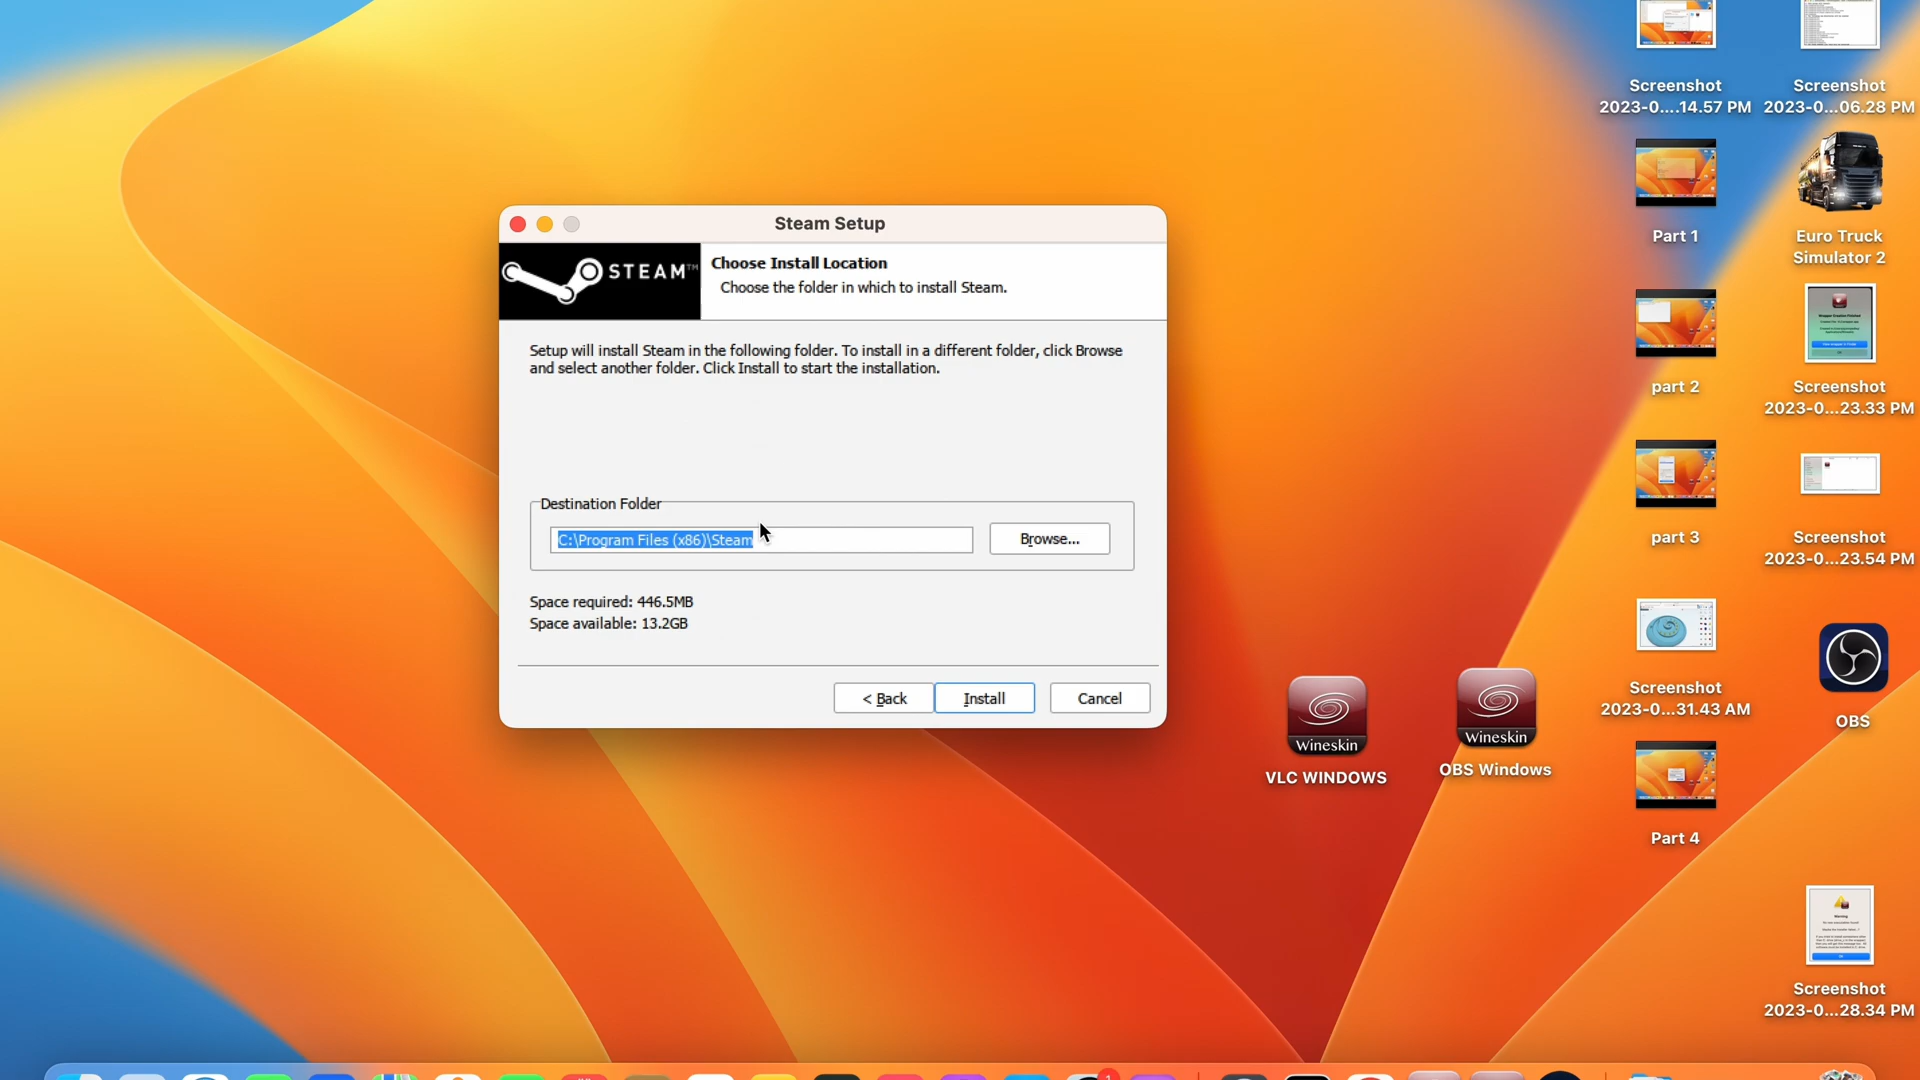 Steam Setup
STEAM™
Choose Install Location
Choose the folder in which to install Steam.
Setup will install Steam in the following folder. To install in a different folder, click Browse
and select another folder. Click Install to start the installation.
Destination Folder
C:\Program Files (x86)\Steam
Browse...
Space required: 446.5MB
Space available: 13.2GB
< Back
Install
Cancel
Wineskin
VLC WINDOWS
Wineskin
OBS Windows
Screenshot
2023-0....14.57 PM
Part 1
part 2
part 3
Screenshot
2023-0...31.43 AM
Part 4
Screenshot
2023-0...06.28 PM
Euro Truck
Simulator 2
Screenshot
2023-0...23.33 PM
Screenshot
2023-0...23.54 PM
OBS
Screenshot
2023-0...28.34 PM